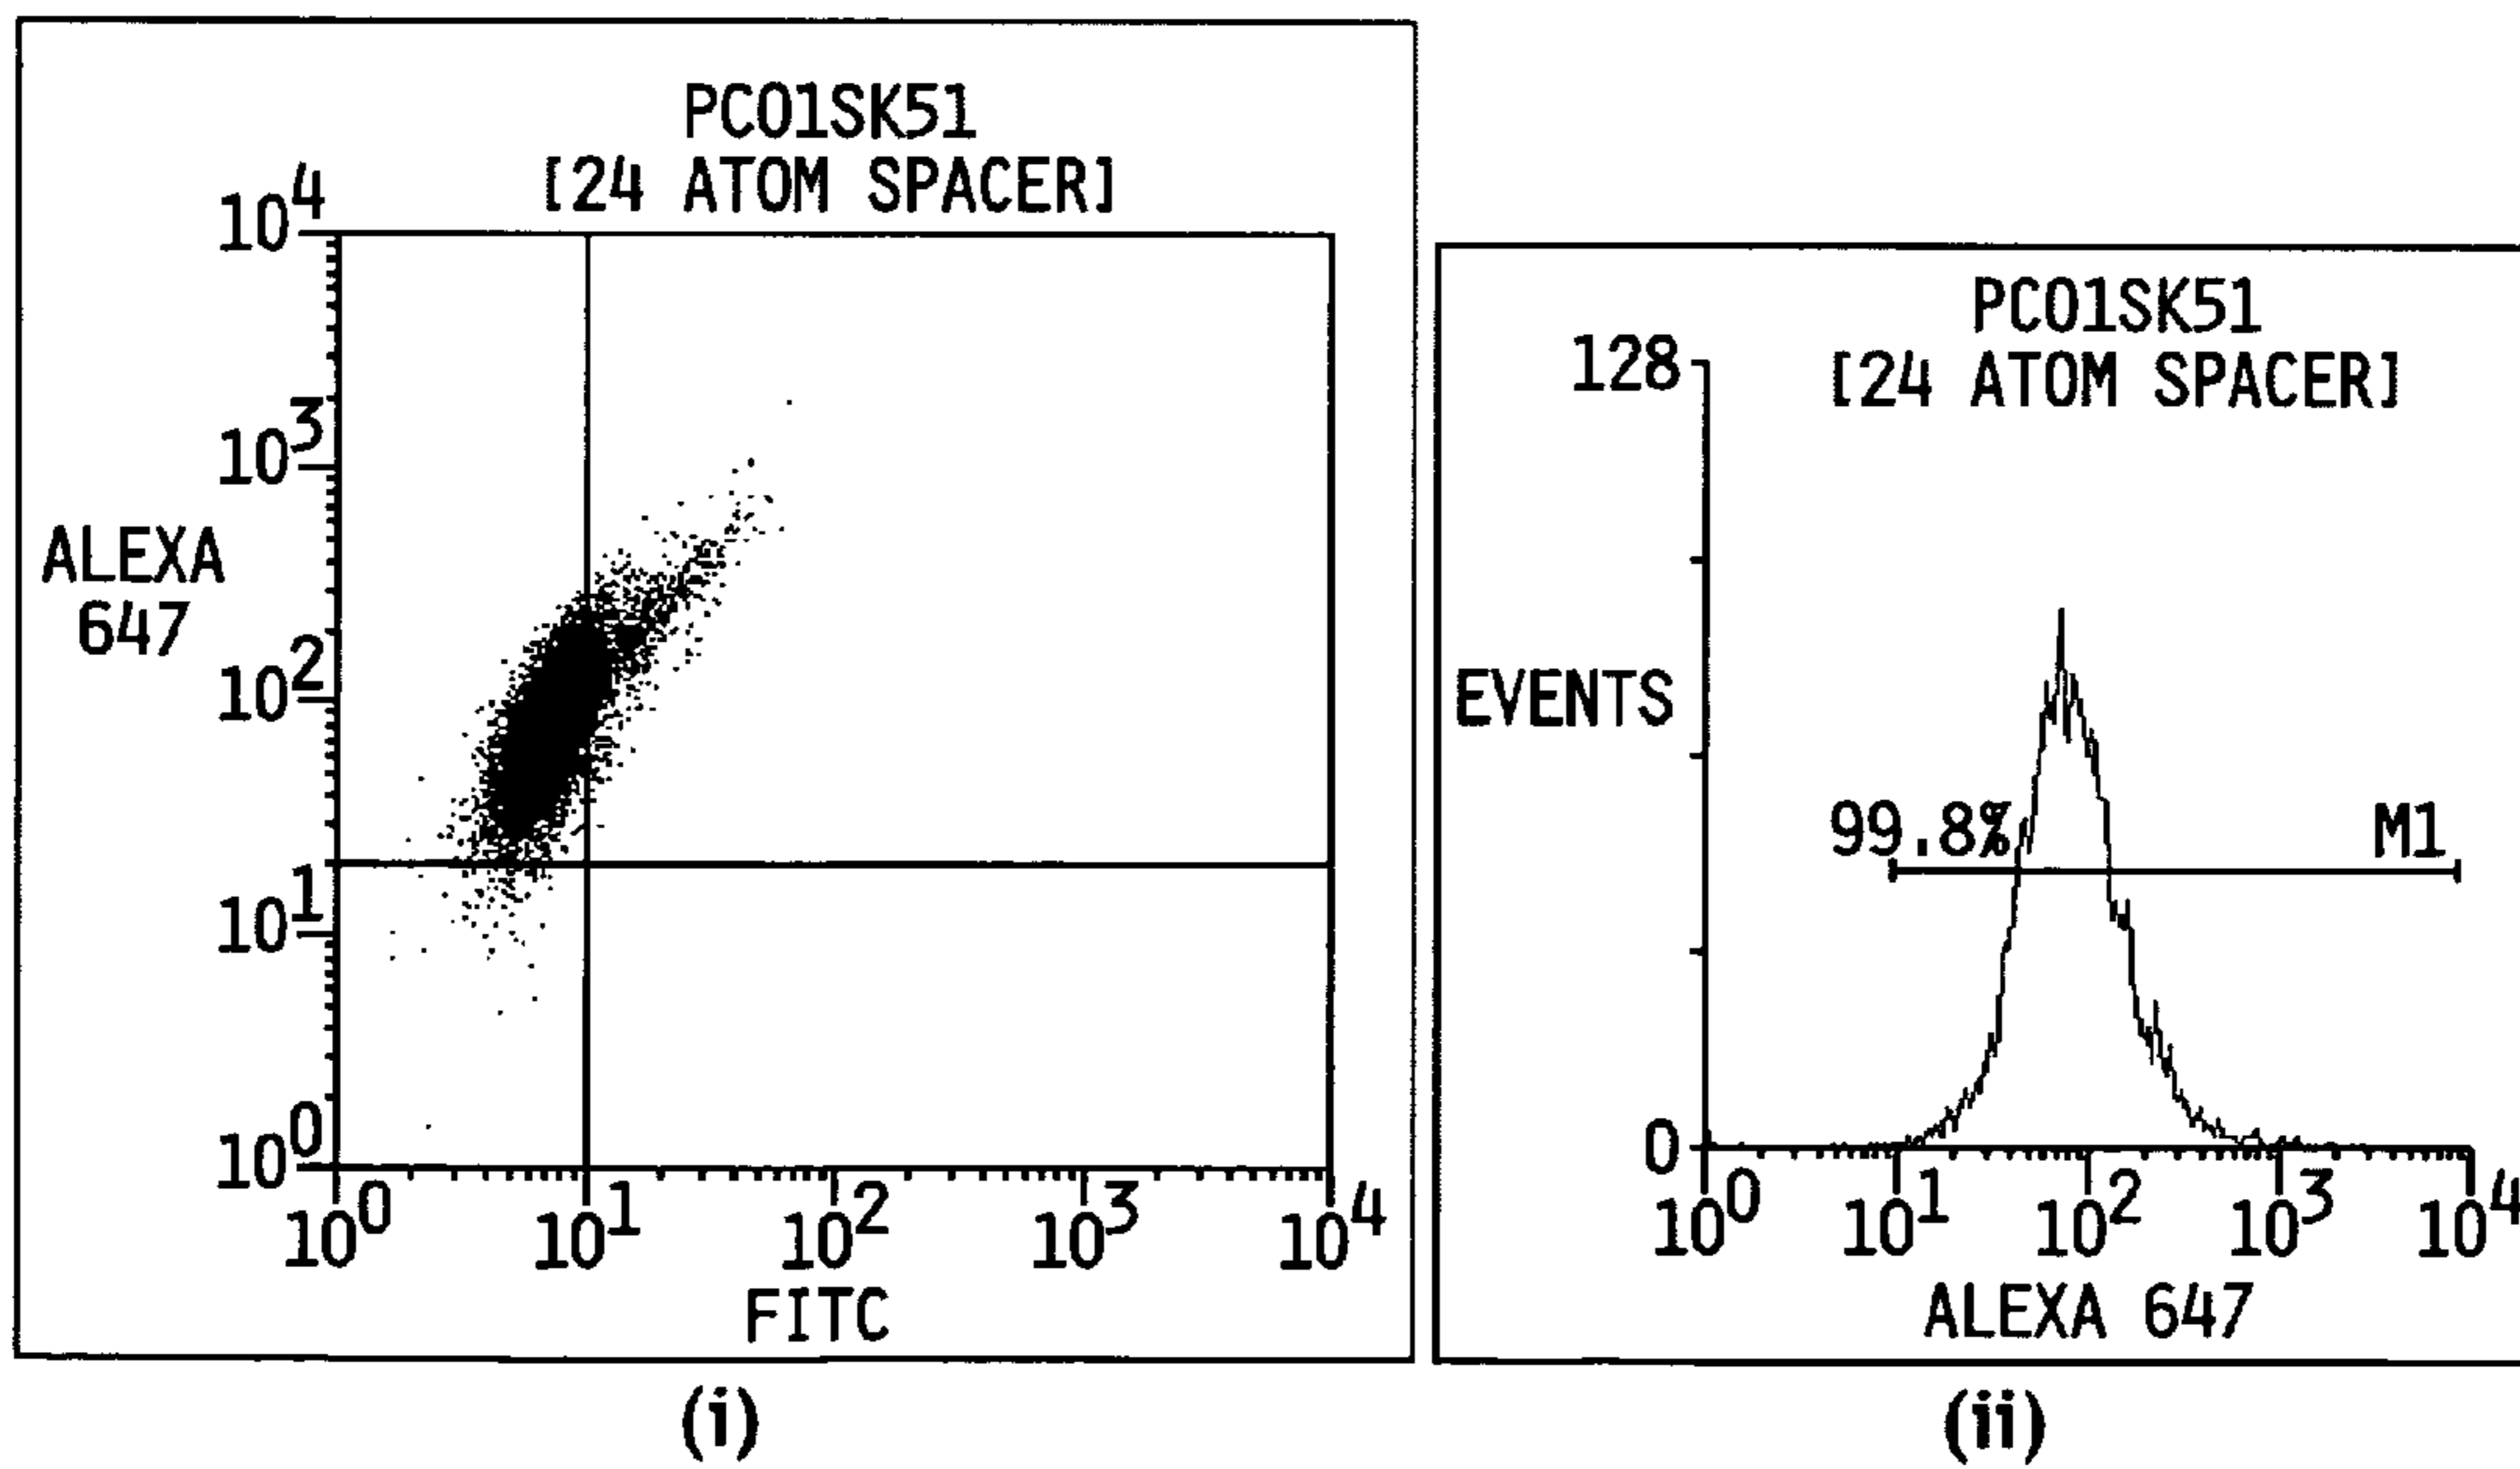 PC01SK51
[24 ATOM SPACER]
10^4
10^3
ALEXA
647
10^2
10^1
10^0
10^0 10^1 10^2 10^3 10^4
FITC
(i)
PC01SK51
[24 ATOM SPACER]
128
EVENTS
99.8% M1
0
10^0 10^1 10^2 10^3 10^4
ALEXA 647
(ii)